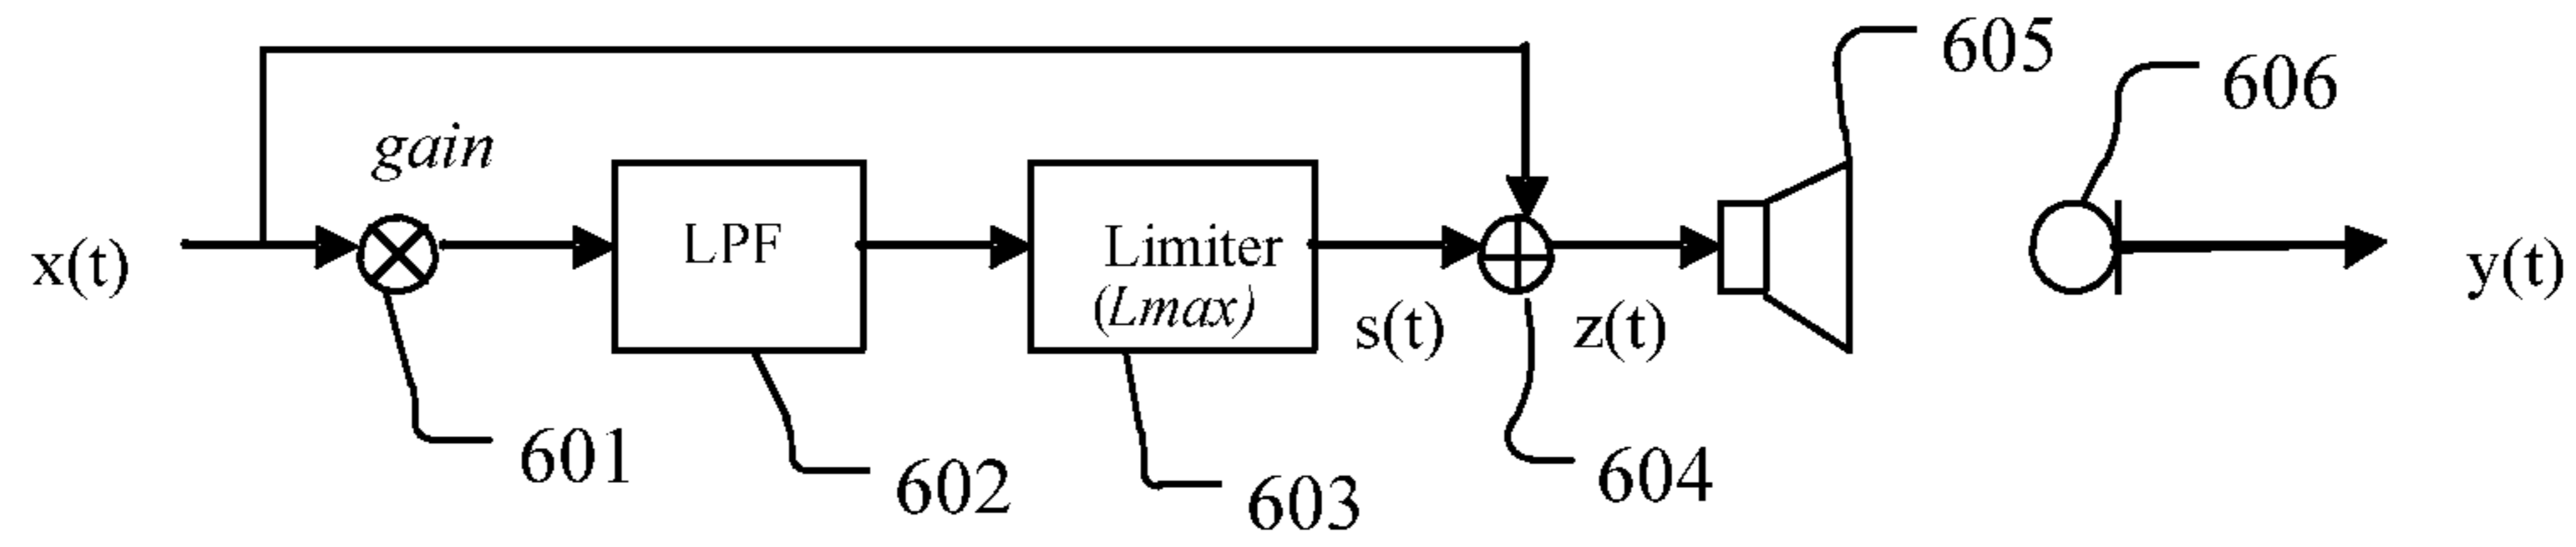 605
606
gain
LPF
Limiter
(Lmax)
x(t)
s(t)
z(t)
y(t)
601
602
603
604